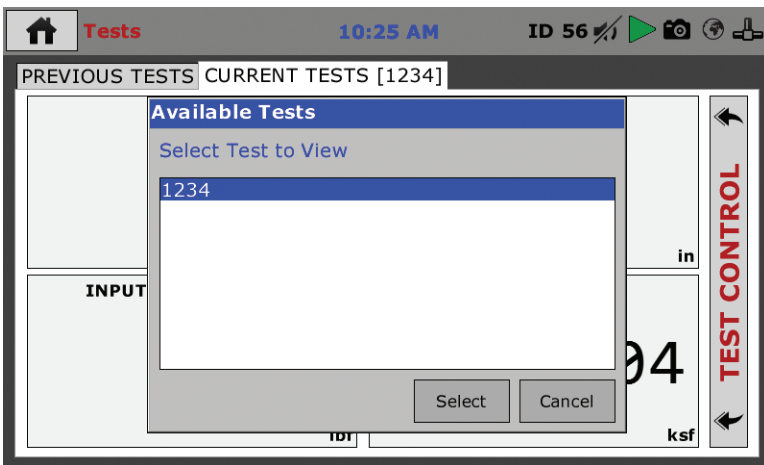 Tests 10:25 AM ID 56
PREVIOUS TESTS CURRENT TESTS [1234]
Available Tests
Select Test to View
1234
in
INPUT
04
Select Cancel
lbf ksf
TEST CONTROL